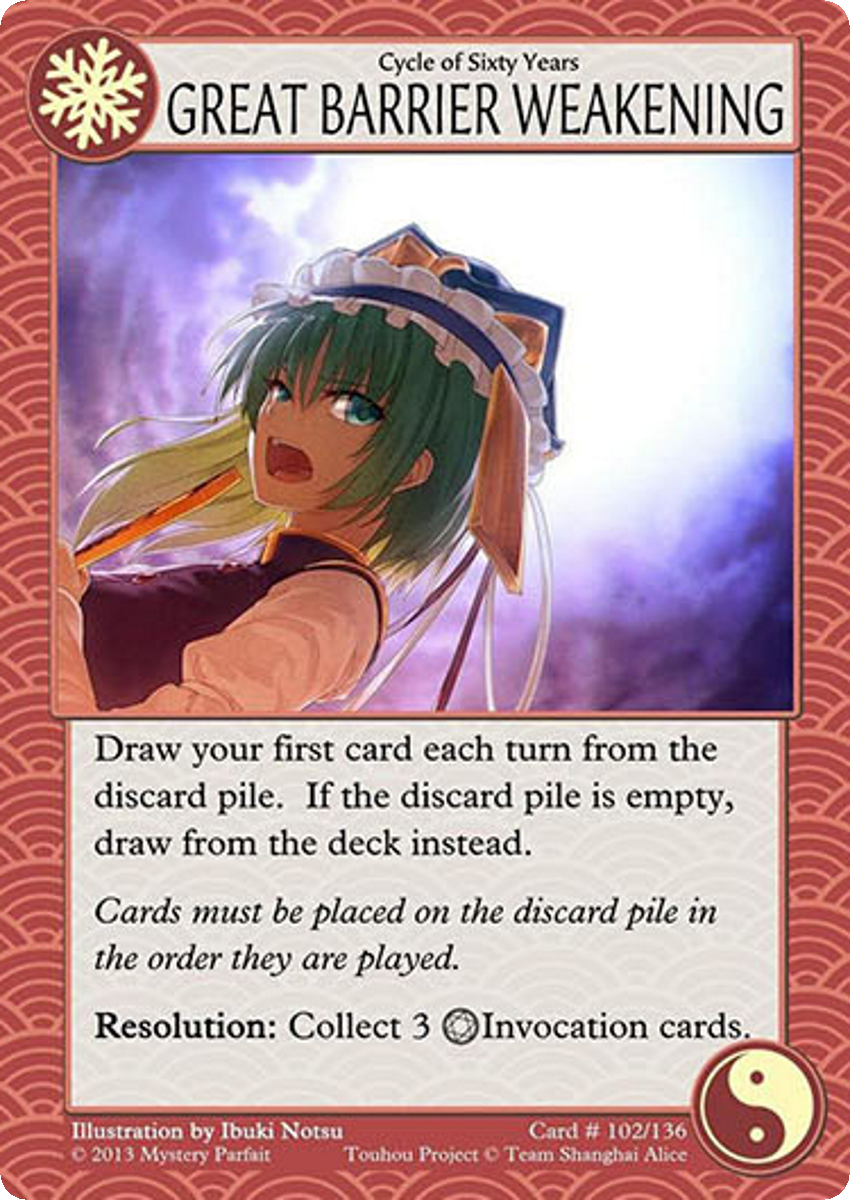 Cycle of Sixty Years
GREAT BARRIER WEAKENING
Draw your first card each turn from the
discard pile.  If the discard pile is empty,
draw from the deck instead.
Cards must be placed on the discard pile in
the order they are played.
Resolution: Collect 3 Invocation cards.
Illustration by Ibuki Notsu
Card # 102/136
© 2013 Mystery Parfait
Touhou Project © Team Shanghai Alice